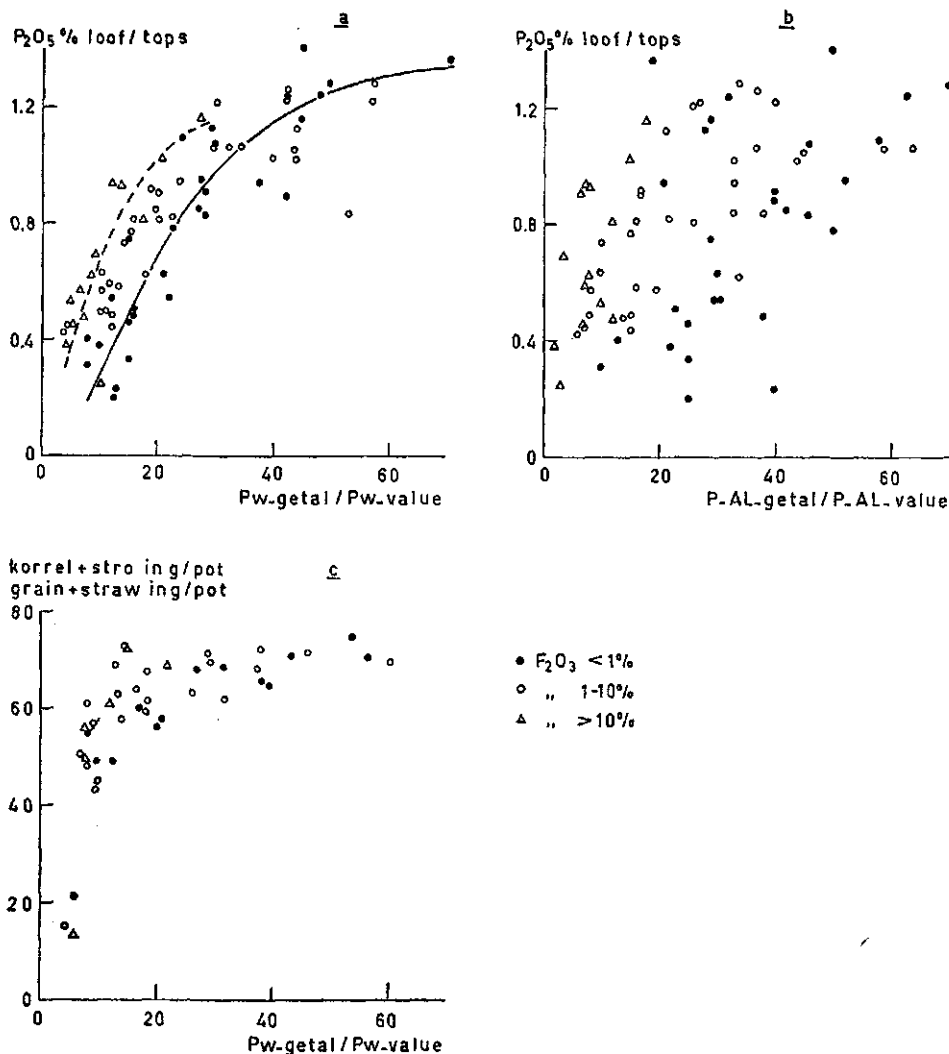 a
P₂O₅% loof/tops
1.2
0.8
0.4
0
0 20 40 60
Pw-getal/Pw-value
b
P₂O₅% loof/tops
1.2
0.8
0.4
0
0 20 40 60
P-AL-getal/P-AL-value
korrel+stro in g/pot
grain+straw in g/pot
c
80
60
40
20
0
0 20 40 60
Pw-getal/Pw-value
● F₂O₃ <1%
○ „ 1-10%
△ „ >10%